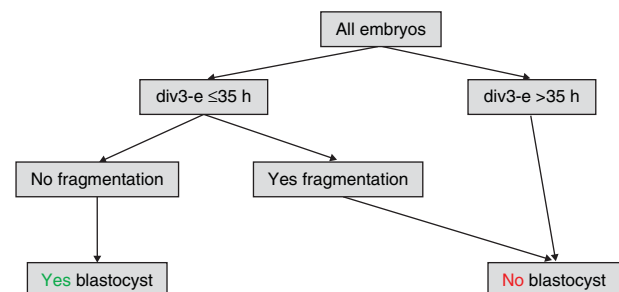 All embryos
div3-e ≤35 h
div3-e >35 h
No fragmentation
Yes fragmentation
Yes blastocyst
No blastocyst